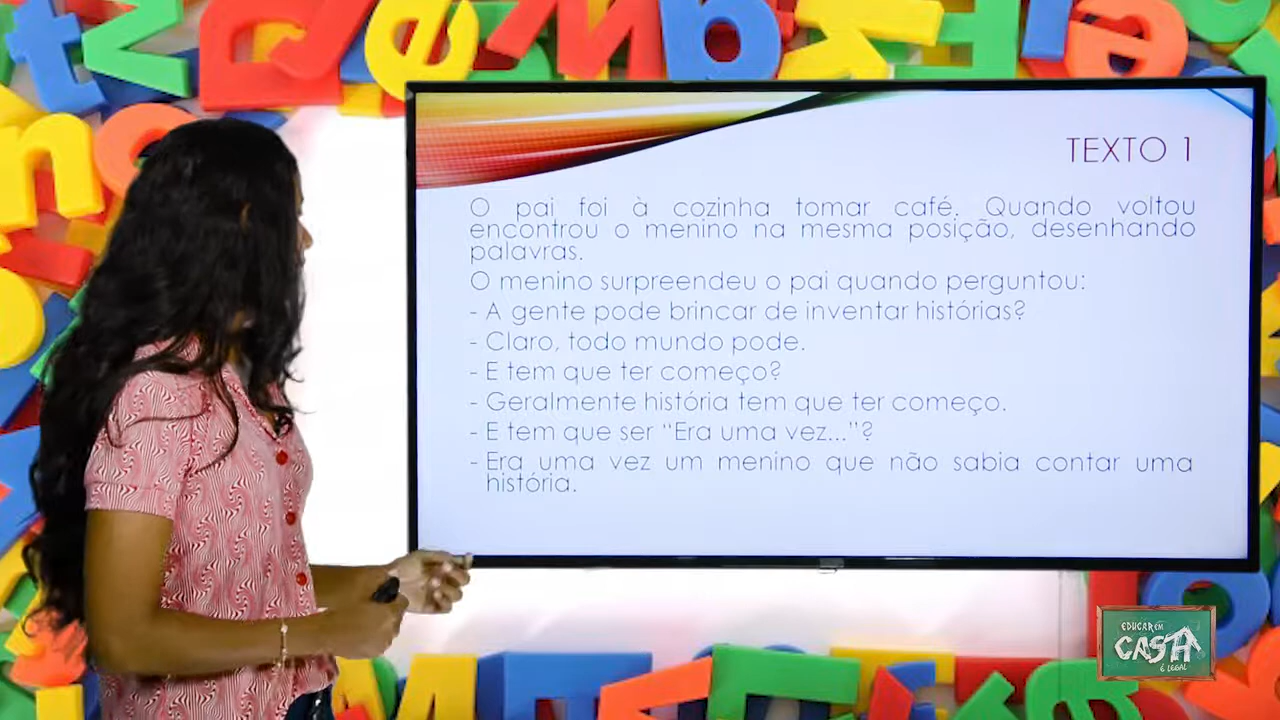 TEXTO 1
O pai foi à cozinha tomar café. Quando voltou
encontrou o menino na mesma posição, desenhando
palavras.
O menino surpreendeu o pai quando perguntou:
- A gente pode brincar de inventar histórias?
- Claro, todo mundo pode.
- E tem que ter começo?
- Geralmente história tem que ter começo.
- E tem que ser “Era uma vez...”?
- Era uma vez um menino que não sabia contar uma
história.
EDUCAR EM
CASA
É LEGAL